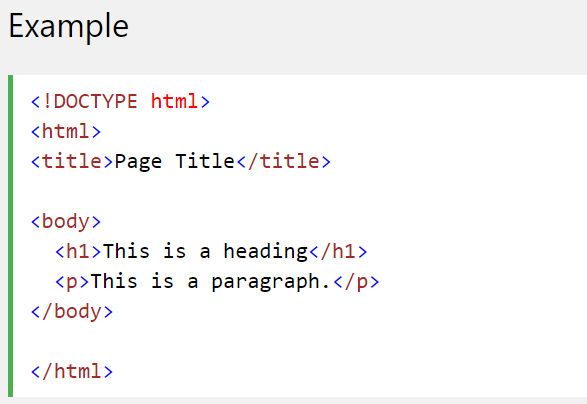 Example
<!DOCTYPE html>
<html>
<title>Page Title</title>
<body>
  <h1>This is a heading</h1>
  <p>This is a paragraph.</p>
</body>
</html>